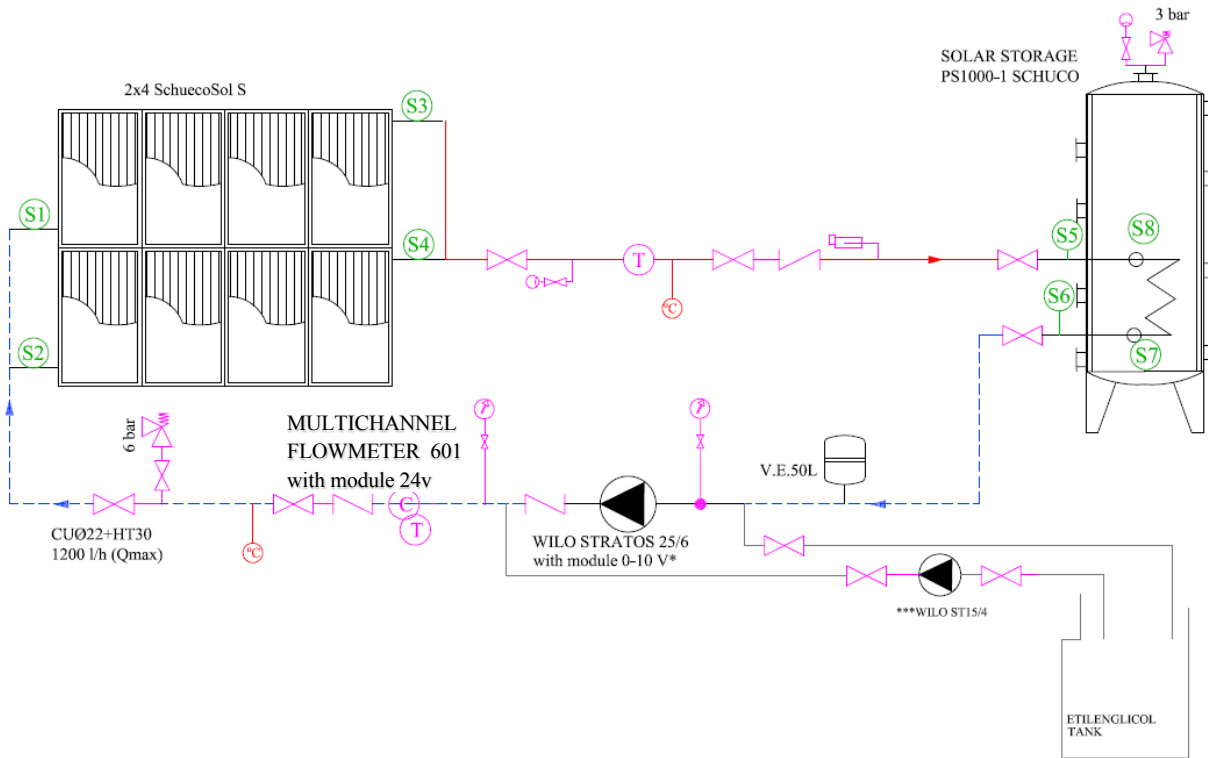 3 bar
SOLAR STORAGE
PS1000-1 SCHUCO
2x4 SchuecoSol S
S3
S1
S4
S5
S8
T
°C
S6
S2
S7
6 bar
MULTICHANNEL
FLOWMETER 601
with module 24v
V.E.50L
C
T
CUØ22+HT30
1200 l/h (Qmax)
°C
WILO STRATOS 25/6
with module 0-10 V*
***WILO ST15/4
ETILENGLICOL
TANK